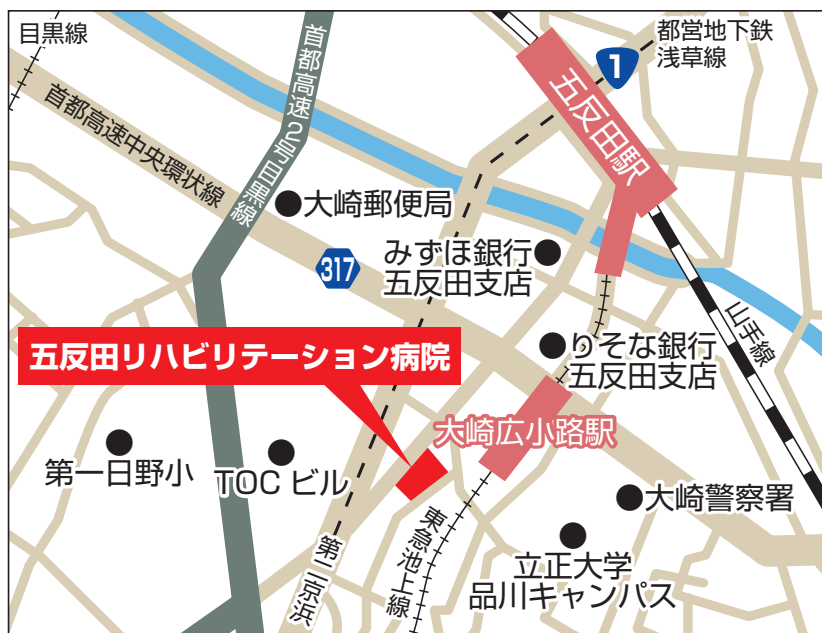 目黒線
都営地下鉄
浅草線
1
首都高速2号目黒線
五反田駅
首都高速中央環状線
大崎郵便局
みずほ銀行
五反田支店
317
山手線
りそな銀行
五反田支店
五反田リハビリテーション病院
大崎広小路駅
第一日野小
TOC ビル
大崎警察署
第二京浜
東急池上線
立正大学
品川キャンパス